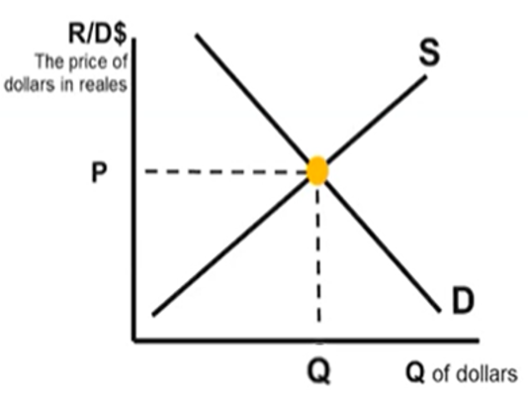 R/D$
The price of
dollars in reales
S
P
D
Q
Q of dollars